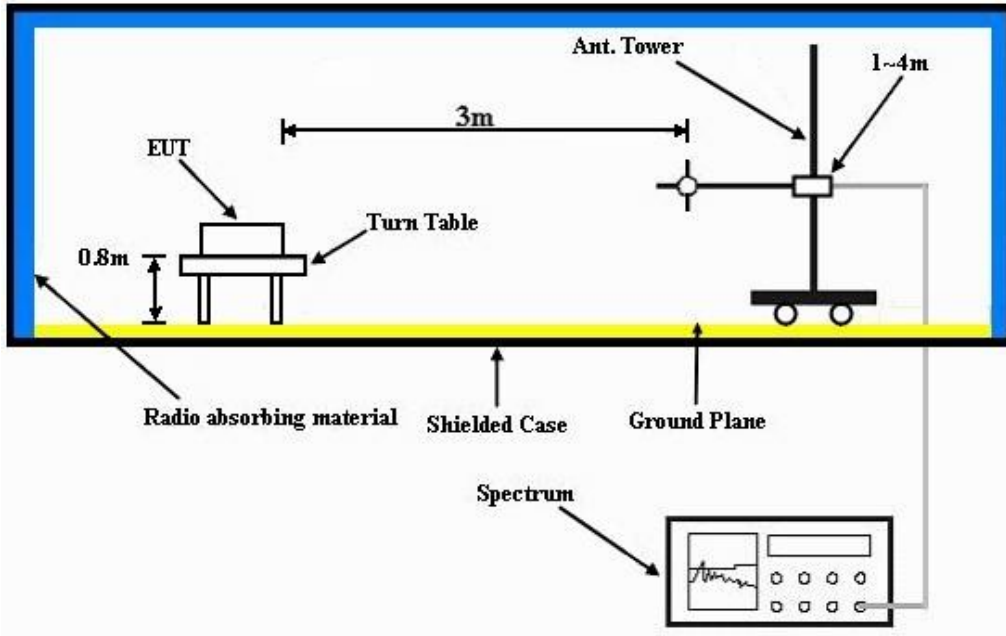 Ant. Tower
1~4m
3m
EUT
Turn Table
0.8m
Radio absorbing material
Shielded Case
Ground Plane
Spectrum